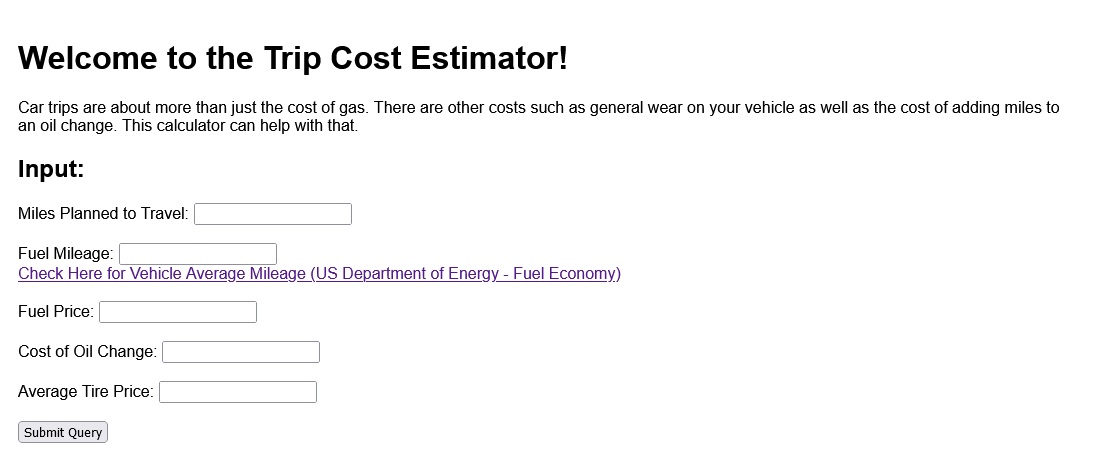 Welcome to the Trip Cost Estimator!
Car trips are about more than just the cost of gas. There are other costs such as general wear on your vehicle as well as the cost of adding miles to
an oil change. This calculator can help with that.
Input:
Miles Planned to Travel:
Fuel Mileage:
Check Here for Vehicle Average Mileage (US Department of Energy - Fuel Economy)
Fuel Price:
Cost of Oil Change:
Average Tire Price:
Submit Query